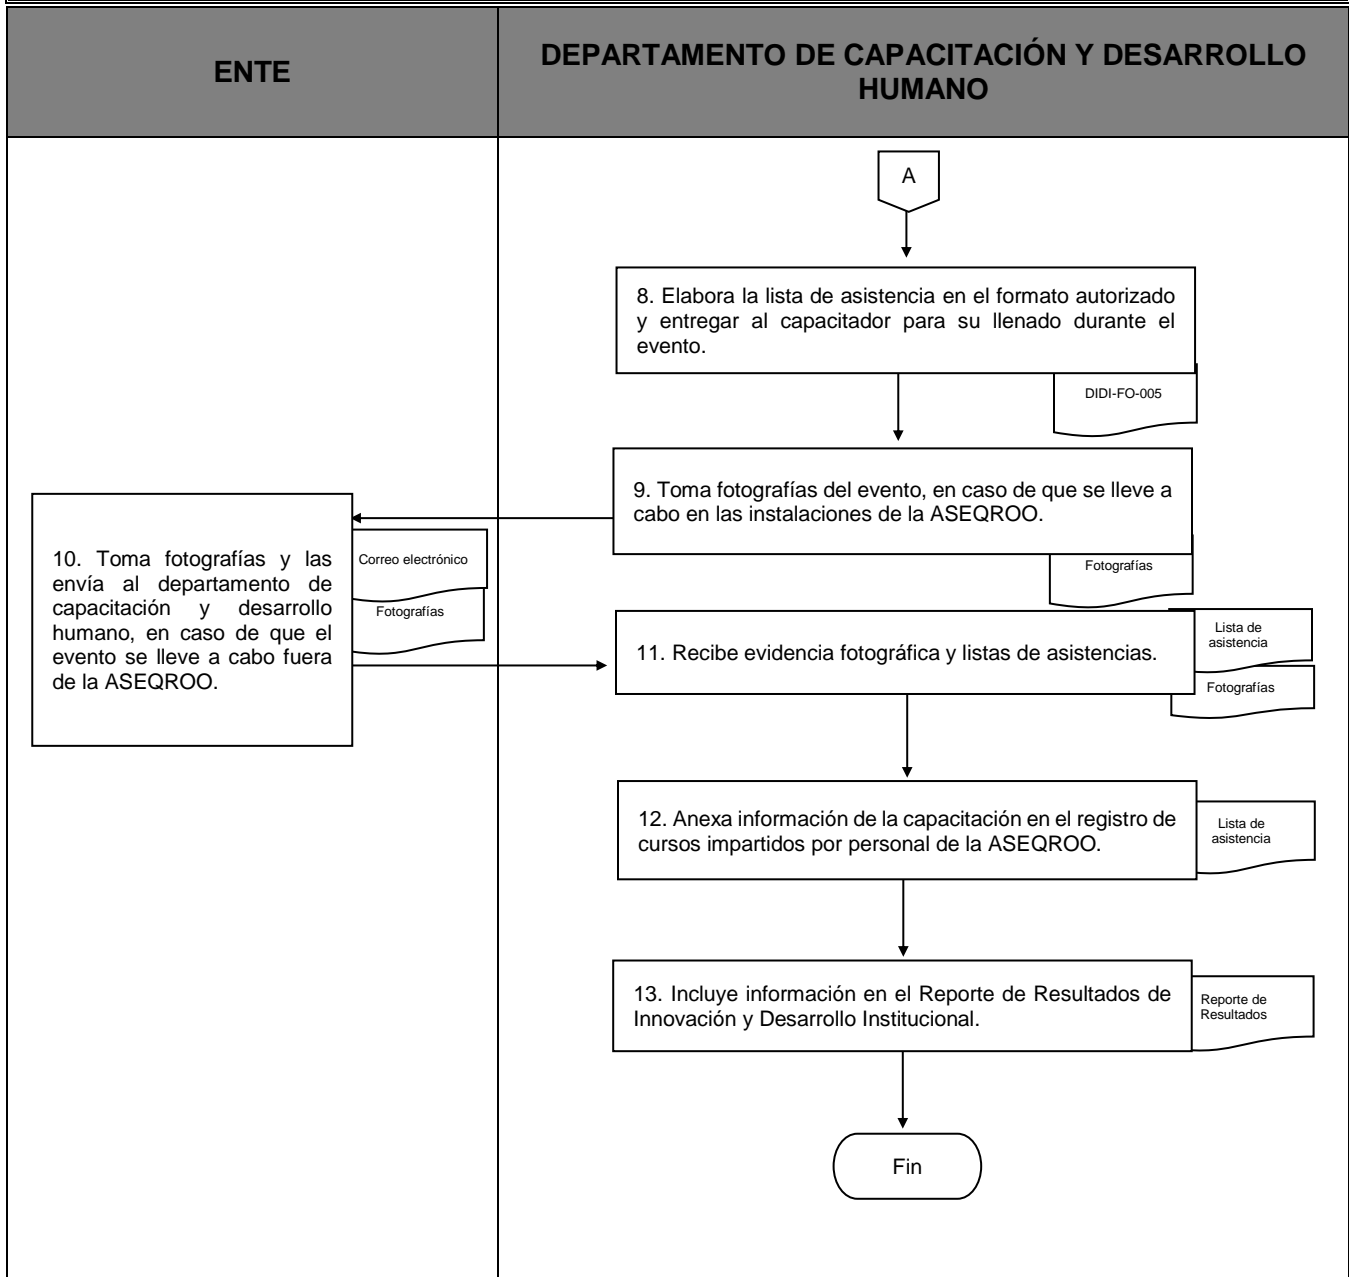 ENTE
DEPARTAMENTO DE CAPACITACIÓN Y DESARROLLO
HUMANO
A
8. Elabora la lista de asistencia en el formato autorizado
y entregar al capacitador para su llenado durante el
evento.
DIDI-FO-005
9. Toma fotografías del evento, en caso de que se lleve a
cabo en las instalaciones de la ASEQROO.
Fotografías
10. Toma fotografías y las
envía al departamento de
capacitación y desarrollo
humano, en caso de que el
evento se lleve a cabo fuera
de la ASEQROO.
Correo electrónico
Fotografías
11. Recibe evidencia fotográfica y listas de asistencias.
Lista de
asistencia
Fotografías
12. Anexa información de la capacitación en el registro de
cursos impartidos por personal de la ASEQROO.
Lista de
asistencia
13. Incluye información en el Reporte de Resultados de
Innovación y Desarrollo Institucional.
Reporte de
Resultados
Fin